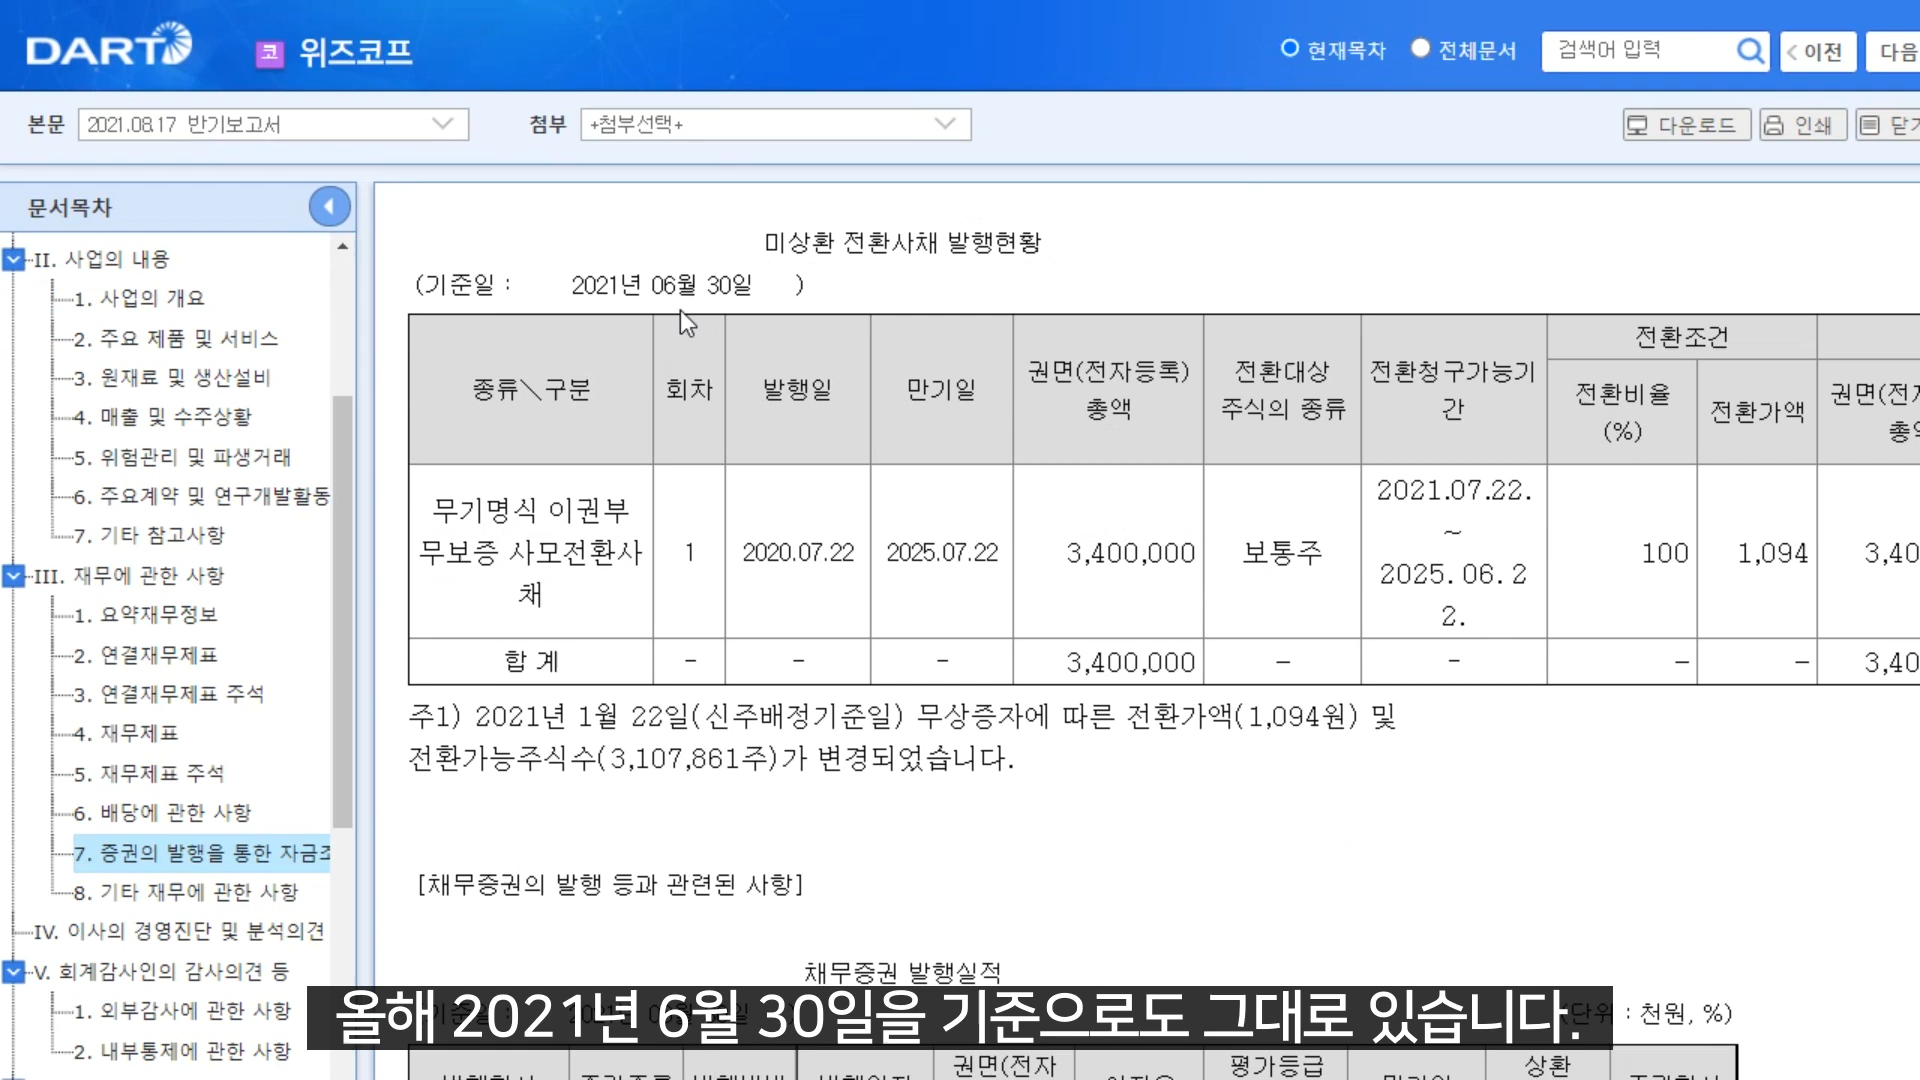 DART
코 위즈코프
현재목차 전체문서 검색어 입력 이전 다음
본문 2021.08.17 반기보고서 첨부 +첨부선택+ 다운로드 인쇄
문서목차
II. 사업의 내용
1. 사업의 개요
2. 주요 제품 및 서비스
3. 원재료 및 생산설비
4. 매출 및 수주상황
5. 위험관리 및 파생거래
6. 주요계약 및 연구개발활동
7. 기타 참고사항
III. 재무에 관한 사항
1. 요약재무정보
2. 연결재무제표
3. 연결재무제표 주석
4. 재무제표
5. 재무제표 주석
6. 배당에 관한 사항
7. 증권의 발행을 통한 자금조
8. 기타 재무에 관한 사항
IV. 이사의 경영진단 및 분석의견
V. 회계감사인의 감사의견 등
1. 외부감사에 관한 사항
2. 내부통제에 관한 사항
미상환 전환사채 발행현황
(기준일 : 2021년 06월 30일 )
종류＼구분 회차 발행일 만기일 권면(전자등록) 총액 전환대상 주식의 종류 전환청구가능기간 전환조건
전환비율 (%) 전환가액 권면(전
무기명식 이권부 무보증 사모전환사채 1 2020.07.22 2025.07.22 3,400,000 보통주 2021.07.22. ~ 2025.06.22. 100 1,094 3,40
합 계 - - - 3,400,000 - - - - 3,40
주1) 2021년 1월 22일(신주배정기준일) 무상증자에 따른 전환가액(1,094원) 및
전환가능주식수(3,107,861주)가 변경되었습니다.
[채무증권의 발행 등과 관련된 사항]
채무증권 발행실적
(단위 : 천원, %)
올해 2021년 6월 30일을 기준으로도 그대로 있습니다.
권면(전자 평가등급 상환